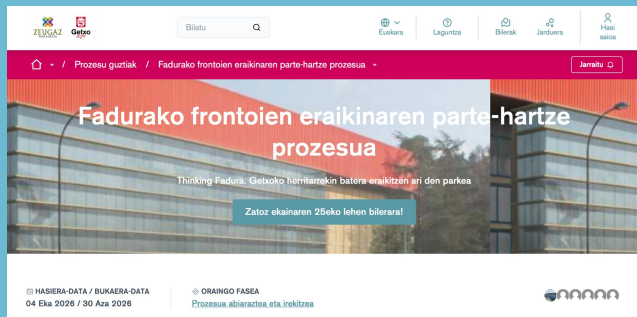 ZEUGAZ
Getxo
Bilatu
Euskara
Laguntza
Bilerak
Jarduera
Hasi
saioa
/ Prozesu guztiak / Fadurako frontoien eraikinaren parte-hartze prozesua
Jarraitu
Fadurako frontoien eraikinaren parte-hartze
prozesua
Thinking Fadura. Getxoko herritarrekin batera eraikitzen ari den parkea
Zatoz ekainaren 25eko lehen bilerara!
HASIERA-DATA / BUKAERA-DATA
04 Eka 2026 / 30 Aza 2026
ORAINGO FASEA
Prozesua abiaraztea eta irekitzea